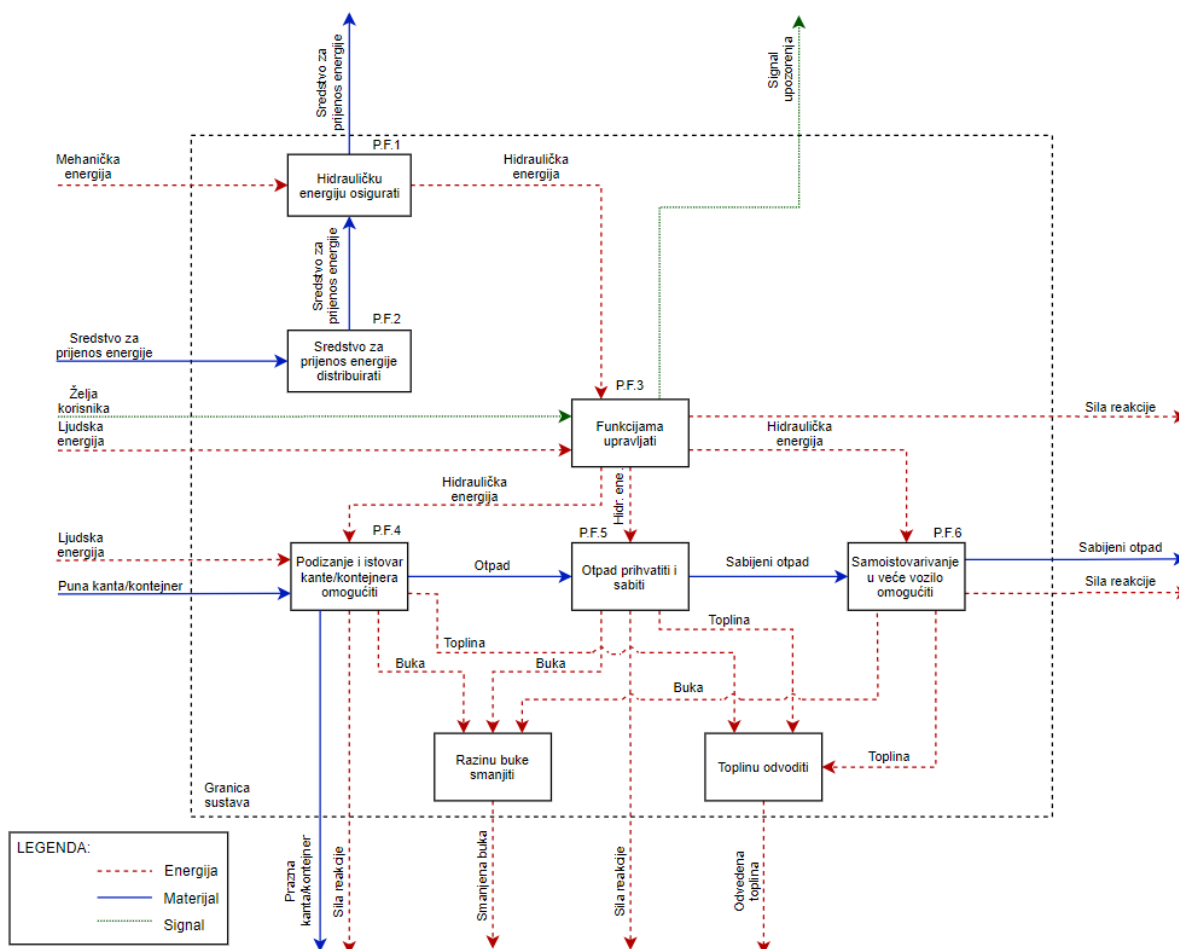 Sredstvo za
prijenos energije
Signal
upozorenja
P.F.1
Mehanička
energija
Hidrauličku
energiju osigurati
Hidraulička
energija
Sredstvo za
prijenos energije
P.F.2
Sredstvo za
prijenos energije
Sredstvo za
prijenos energije
distribuirati
Želja
korisnika
Ljudska
energija
P.F.3
Funkcijama
upravljati
Sila reakcije
Hidraulička
energija
Hidraulička
energija
Hidr. ene.
Ljudska
energija
Puna kanta/kontejner
P.F.4
Podizanje i istovar
kante/kontejnera
omogućiti
Otpad
P.F.5
Otpad prihvatiti i
sabiti
Sabijeni otpad
P.F.6
Samoistovarivanje
u veće vozilo
omogućiti
Sabijeni otpad
Sila reakcije
Toplina
Toplina
Buka
Buka
Buka
Razinu buke
smanjiti
Toplinu odvoditi
Toplina
Granica
sustava
LEGENDA:
Energija
Materijal
Signal
Prazna
kanta/kontejner
Sila reakcije
Smanjena buka
Sila reakcije
Odvedena
toplina